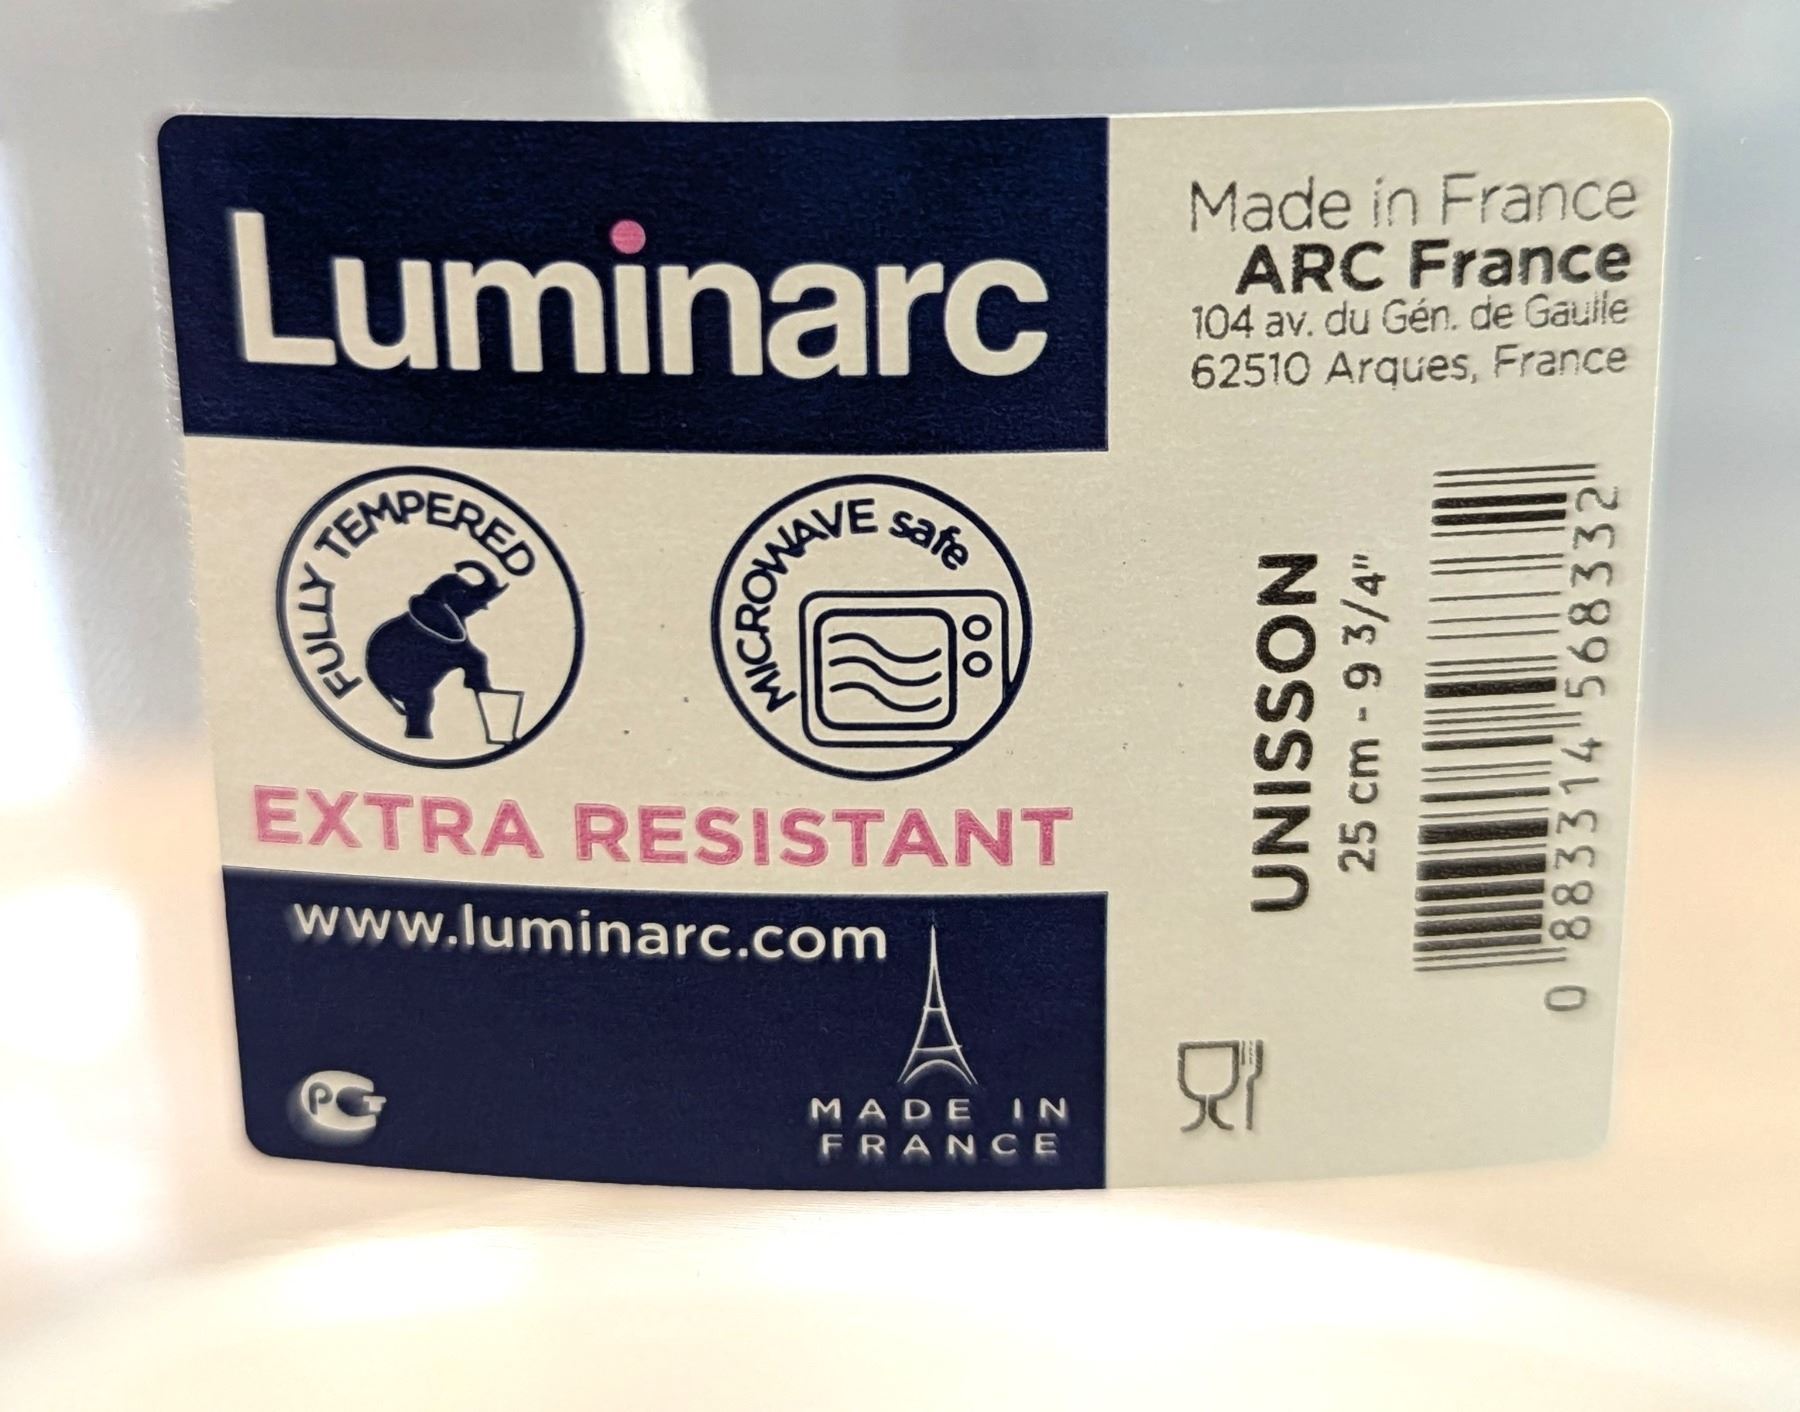 Luminarc
FULLY TEMPERED
MICROWAVE safe
EXTRA RESISTANT
www.luminarc.com
PCT
MADE IN
FRANCE
Made in France
ARC France
104 av. du Gén. de Gaulle
62510 Arques, France
UNISSON
25 cm - 9 3/4"
0 883314 568332